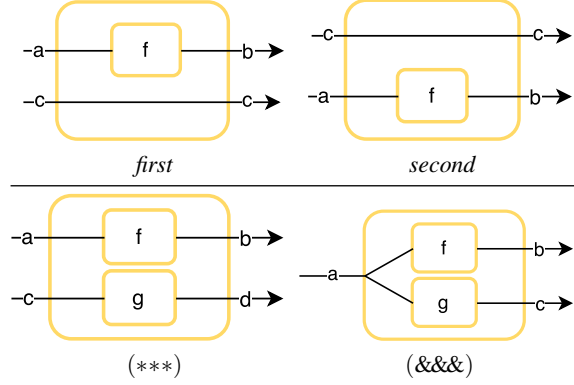 a f b
c c
first
c c
a f b
second
a f b
c g d
(***)
a f b
g c
(&&&)